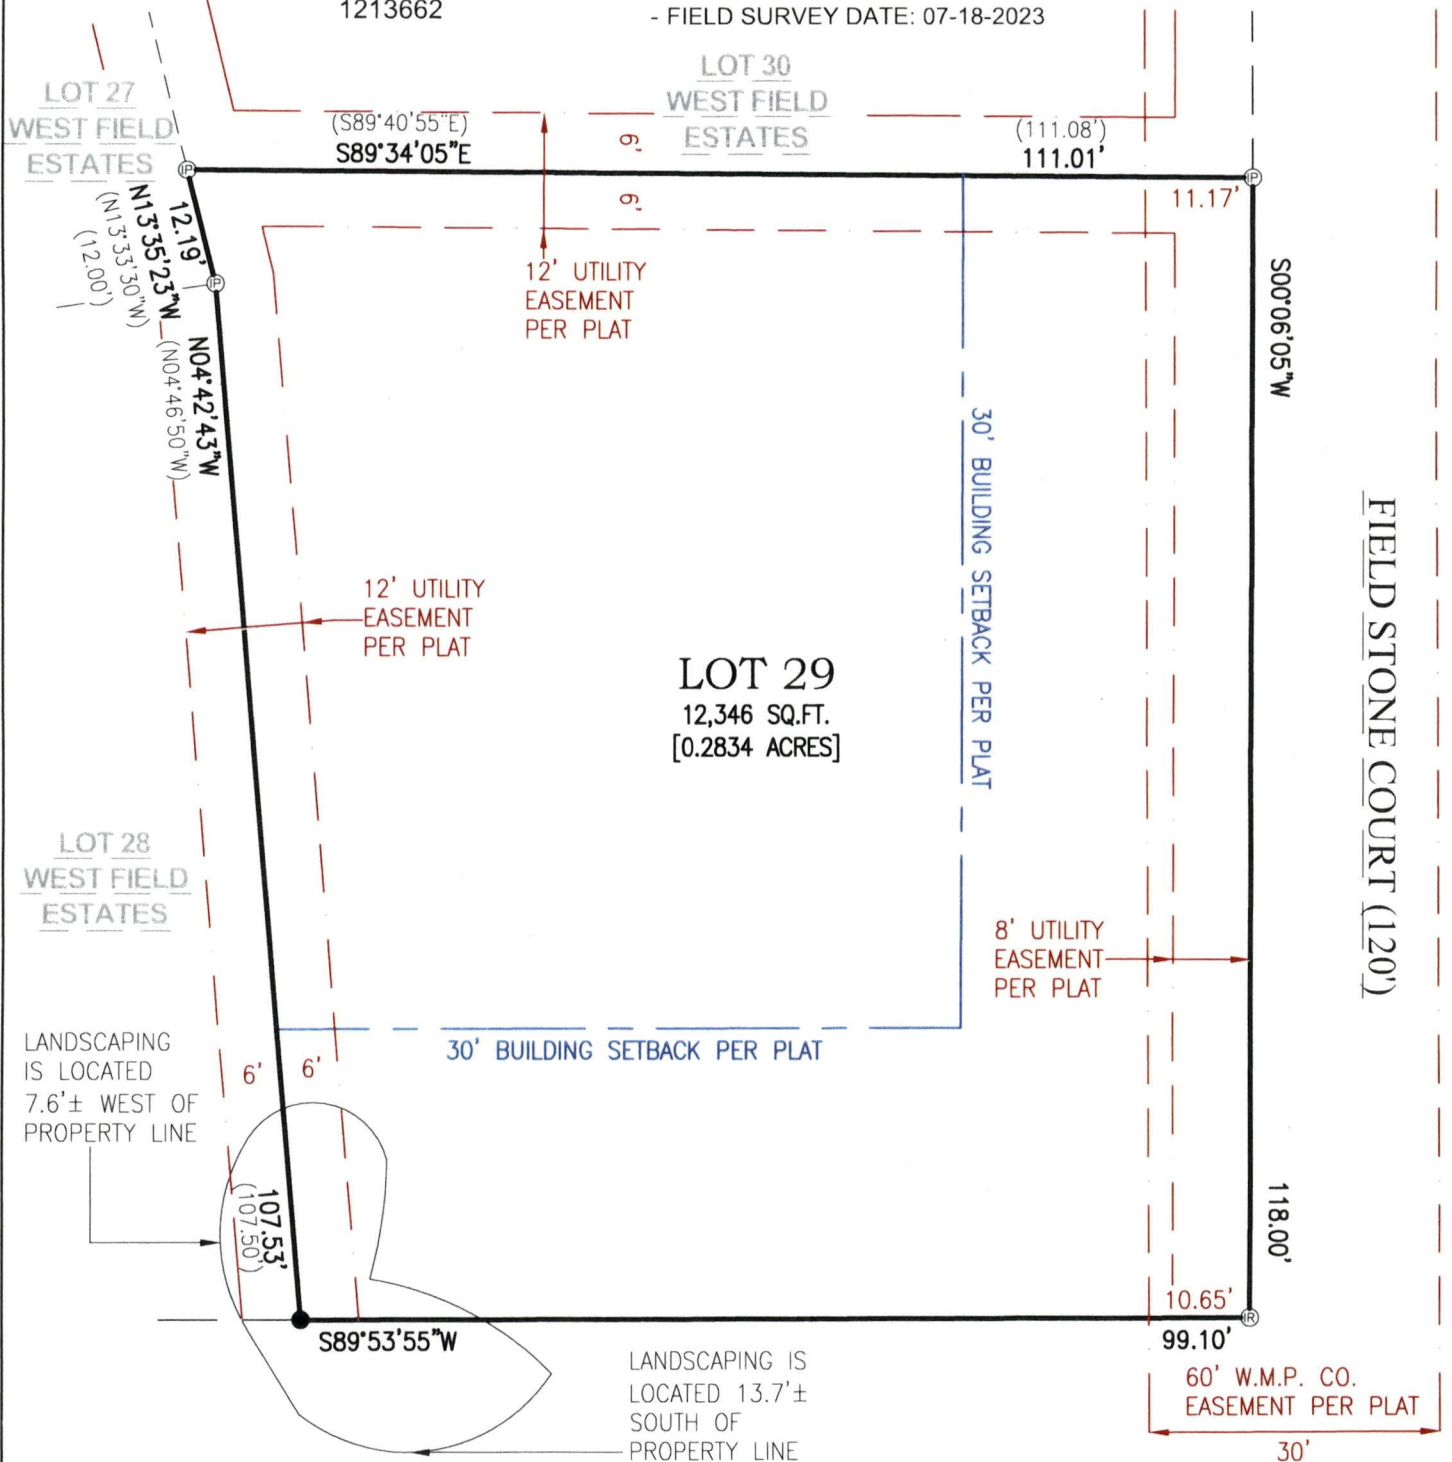 1213662
- FIELD SURVEY DATE: 07-18-2023
LOT 27
WEST FIELD
ESTATES
LOT 30
WEST FIELD
ESTATES
(S89°40'55"E)
S89°34'05"E
6'
6'
(111.08')
111.01'
11.17'
12.19'
N13°35'23"W
(N13°33'30"W)
(12.00')
12' UTILITY
EASEMENT
PER PLAT
S00°06'05"W
N04°42'43"W
(N04°46'50"W)
30' BUILDING SETBACK PER PLAT
FIELD STONE COURT (120')
12' UTILITY
EASEMENT
PER PLAT
LOT 29
12,346 SQ.FT.
[0.2834 ACRES]
LOT 28
WEST FIELD
ESTATES
8' UTILITY
EASEMENT
PER PLAT
30' BUILDING SETBACK PER PLAT
LANDSCAPING
IS LOCATED
7.6'± WEST OF
PROPERTY LINE
6'
6'
107.53'
(107.50')
118.00'
10.65'
S89°53'55"W
99.10'
LANDSCAPING IS
LOCATED 13.7'±
SOUTH OF
PROPERTY LINE
60' W.M.P. CO.
EASEMENT PER PLAT
30'
IP
IP
IP
IR